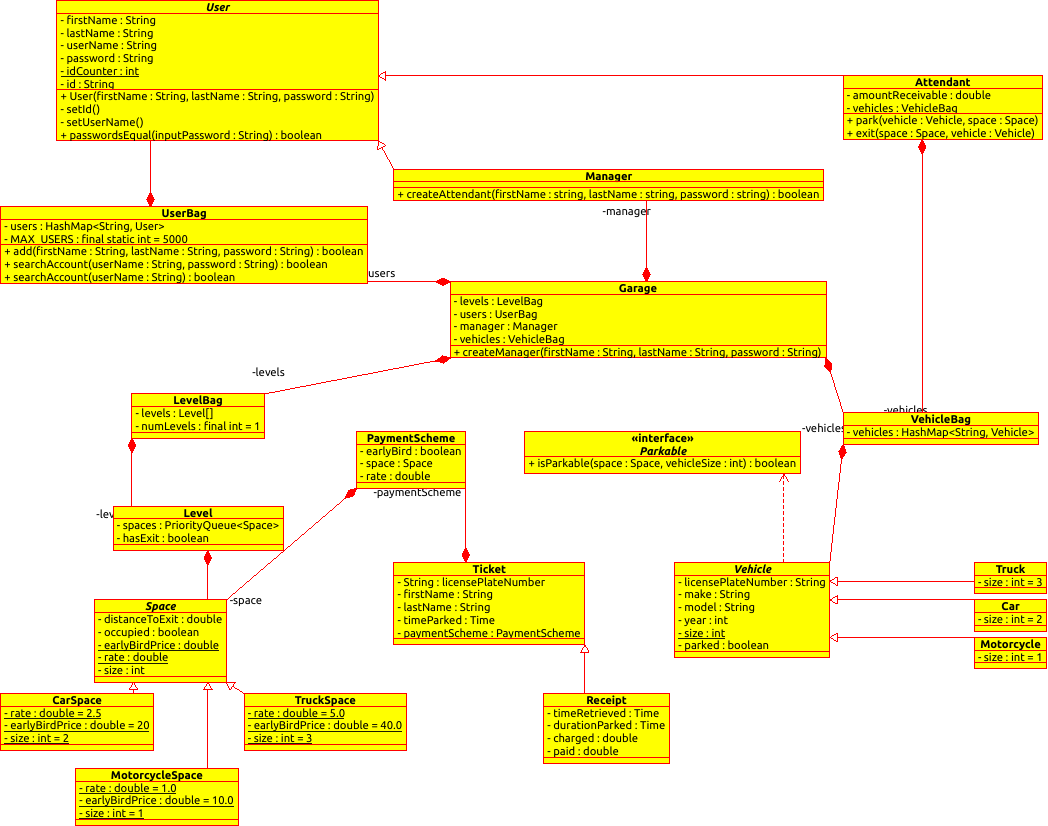 User
- firstName : String
- lastName : String
- userName : String
- password : String
- idCounter : int
- id : String
+ User(firstName : String, lastName : String, password : String)
- setId()
- setUserName()
+ passwordsEqual(inputPassword : String) : boolean
Attendant
- amountReceivable : double
- vehicles : VehicleBag
+ park(vehicle : Vehicle, space : Space)
+ exit(space : Space, vehicle : Vehicle)
Manager
+ createAttendant(firstName : string, lastName : string, password : string) : boolean
-manager
UserBag
- users : HashMap<String, User>
- MAX_USERS : final static int = 5000
+ add(firstName : String, lastName : String, password : String) : boolean
+ searchAccount(userName : String, password : String) : boolean
+ searchAccount(userName : String) : boolean
users
Garage
- levels : LevelBag
- users : UserBag
- manager : Manager
- vehicles : VehicleBag
+ createManager(firstName : String, lastName : String, password : String)
-levels
LevelBag
- levels : Level[]
- numLevels : final int = 1
-vehicles
-vehicles
VehicleBag
- vehicles : HashMap<String, Vehicle>
PaymentScheme
- earlyBird : boolean
- space : Space
- rate : double
-paymentScheme
«interface»
Parkable
+ isParkable(space : Space, vehicleSize : int) : boolean
-lev
Level
- spaces : PriorityQueue<Space>
- hasExit : boolean
-space
Space
- distanceToExit : double
- occupied : boolean
- earlyBirdPrice : double
- rate : double
- size : int
Ticket
- String : licensePlateNumber
- firstName : String
- lastName : String
- timeParked : Time
- paymentScheme : PaymentScheme
Vehicle
- licensePlateNumber : String
- make : String
- model : String
- year : int
- size : int
- parked : boolean
Truck
- size : int = 3
Car
- size : int = 2
Motorcycle
- size : int = 1
CarSpace
- rate : double = 2.5
- earlyBirdPrice : double = 20
- size : int = 2
TruckSpace
- rate : double = 5.0
- earlyBirdPrice : double = 40.0
- size : int = 3
Receipt
- timeRetrieved : Time
- durationParked : Time
- charged : double
- paid : double
MotorcycleSpace
- rate : double = 1.0
- earlyBirdPrice : double = 10.0
- size : int = 1